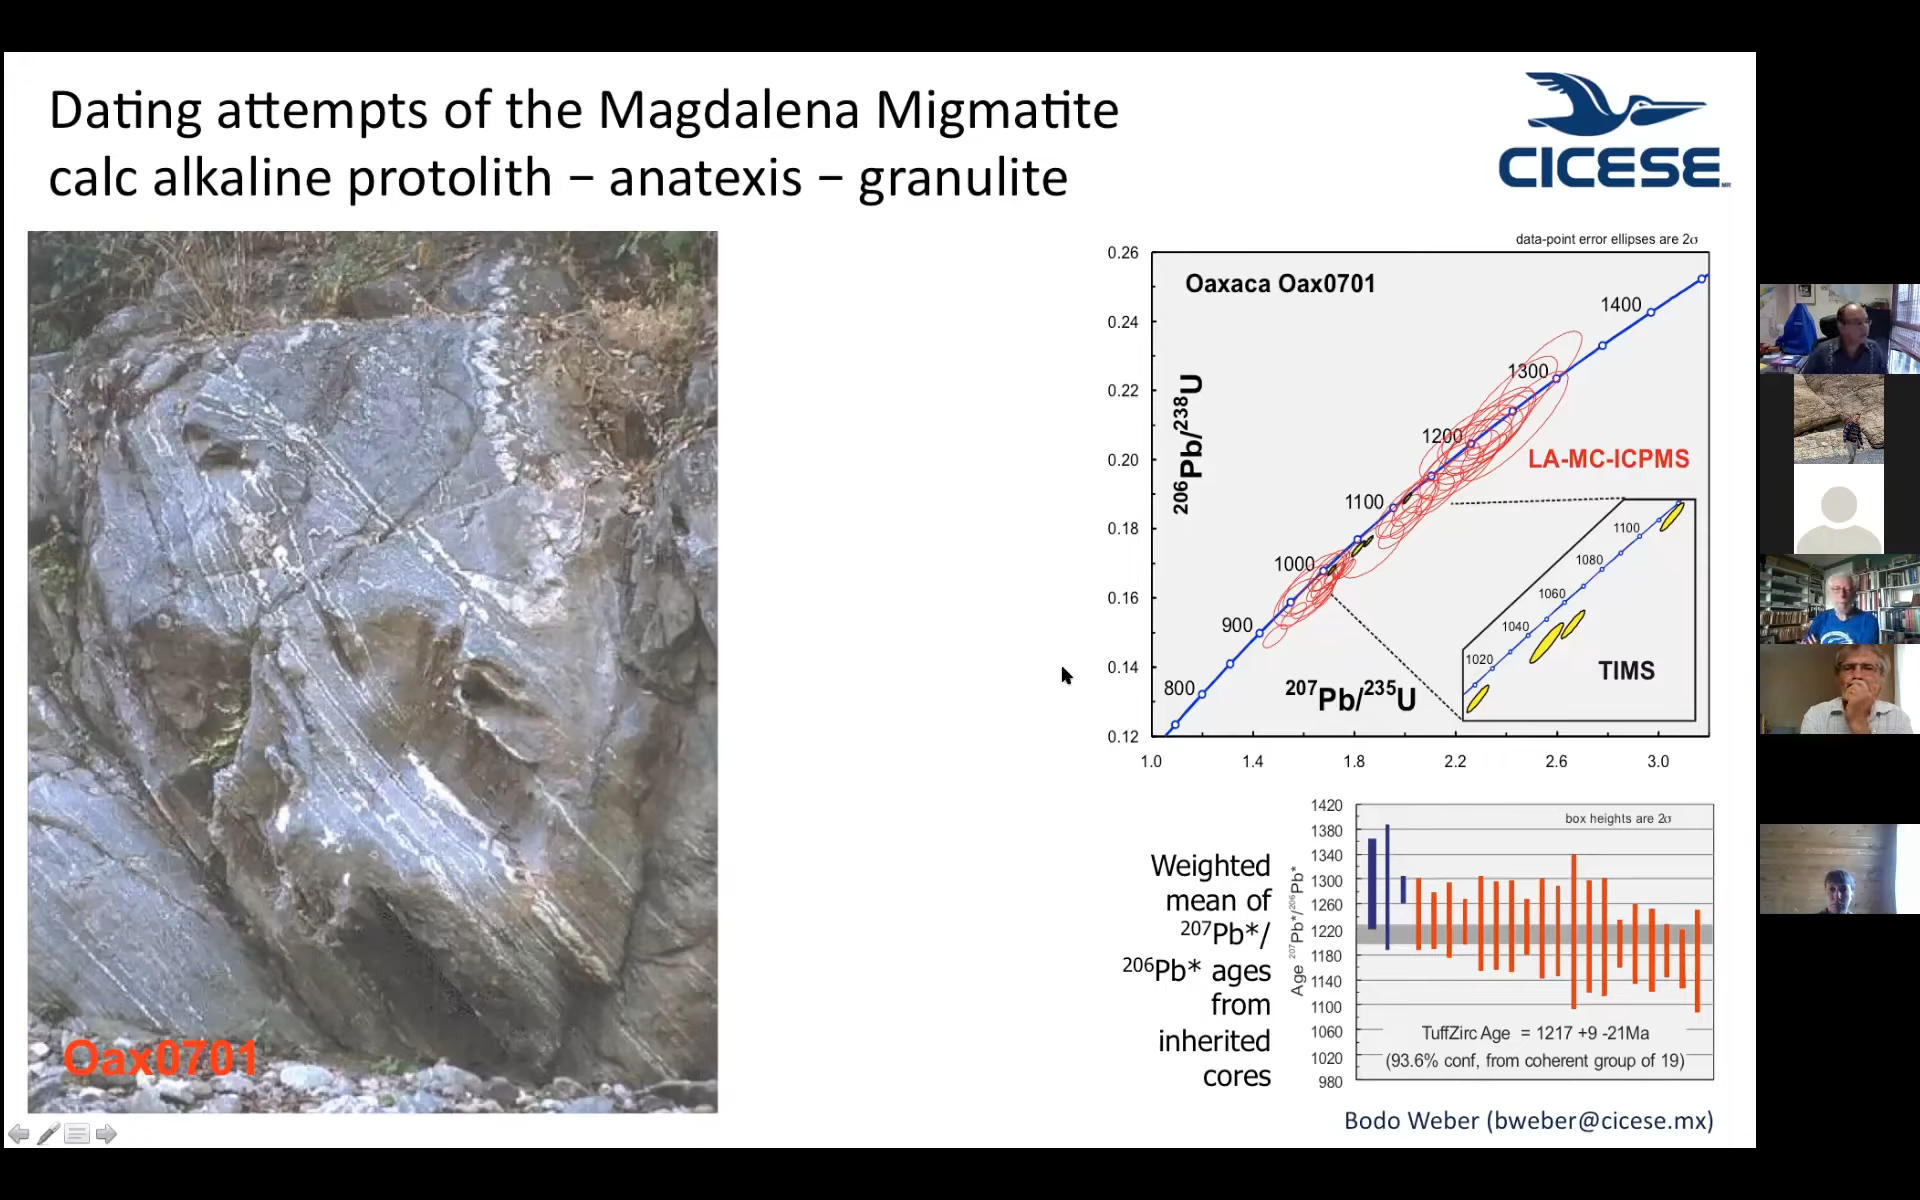 Dating attempts of the Magdalena Migmatite
calc alkaline protolith – anatexis – granulite
CICESE
MR
Oax0701
data-point error ellipses are 2σ
Oaxaca Oax0701
0.26
0.24
0.22
0.20
0.18
0.16
0.14
0.12
206Pb/238U
1400
1300
1200
1100
1000
900
800
LA-MC-ICPMS
1100
1080
1060
1040
1020
TIMS
207Pb/235U
1.0 1.4 1.8 2.2 2.6 3.0
Weighted
mean of
207Pb*/
206Pb* ages
from
inherited
cores
Age 207Pb*/206Pb*
1420
1380
1340
1300
1260
1220
1180
1140
1100
1060
1020
980
box heights are 2σ
TuffZirc Age = 1217 +9 -21Ma
(93.6% conf, from coherent group of 19)
Bodo Weber (bweber@cicese.mx)